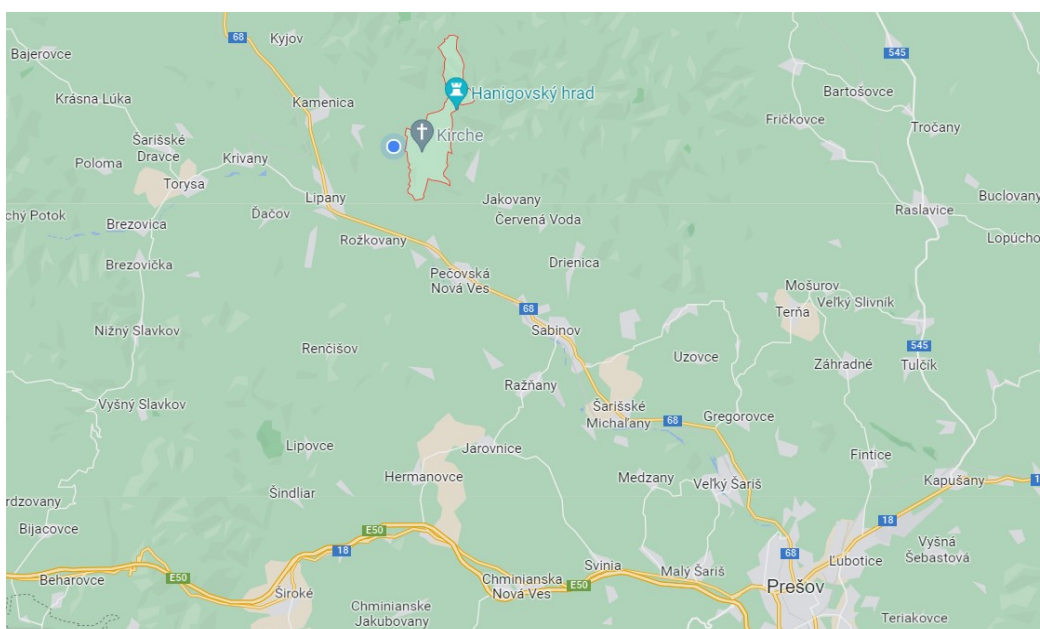 68
Kyjov
545
Bajerovce
Hanigovský hrad
Bartošovce
Krásna Lúka
Kamenica
Fričkovce
Tročany
Kirche
Šarišské
Dravce
Krivany
Poloma
Torysa
Lipany
Jakovany
Buclovany
Raslavice
chý Potok
Ďačov
Červená Voda
Brezovica
Rožkovany
Lopúcho
Brezovička
Drienica
Pečovská
Nová Ves
Mošurov
Veľký Slivník
68
Terňa
Nižný Slavkov
Sabinov
Renčišov
545
Uzovce
Záhradné
Tulčík
Ražňany
Vyšný Slavkov
Šarišské
Michaľany
68
Gregorovce
Lipovce
Jarovnice
Fintice
Hermanovce
Medzany
Veľký Šariš
Kapušany
18
Šindliar
rdzovany
Bijacovce
E50
18
18
68
Vyšná
Šebastová
Ľubotice
Svinia
Malý Šariš
Beharovce
E50
Chminianska
Nová Ves
E50
Prešov
Široké
Chminianske
Jakubovany
Teriakovce